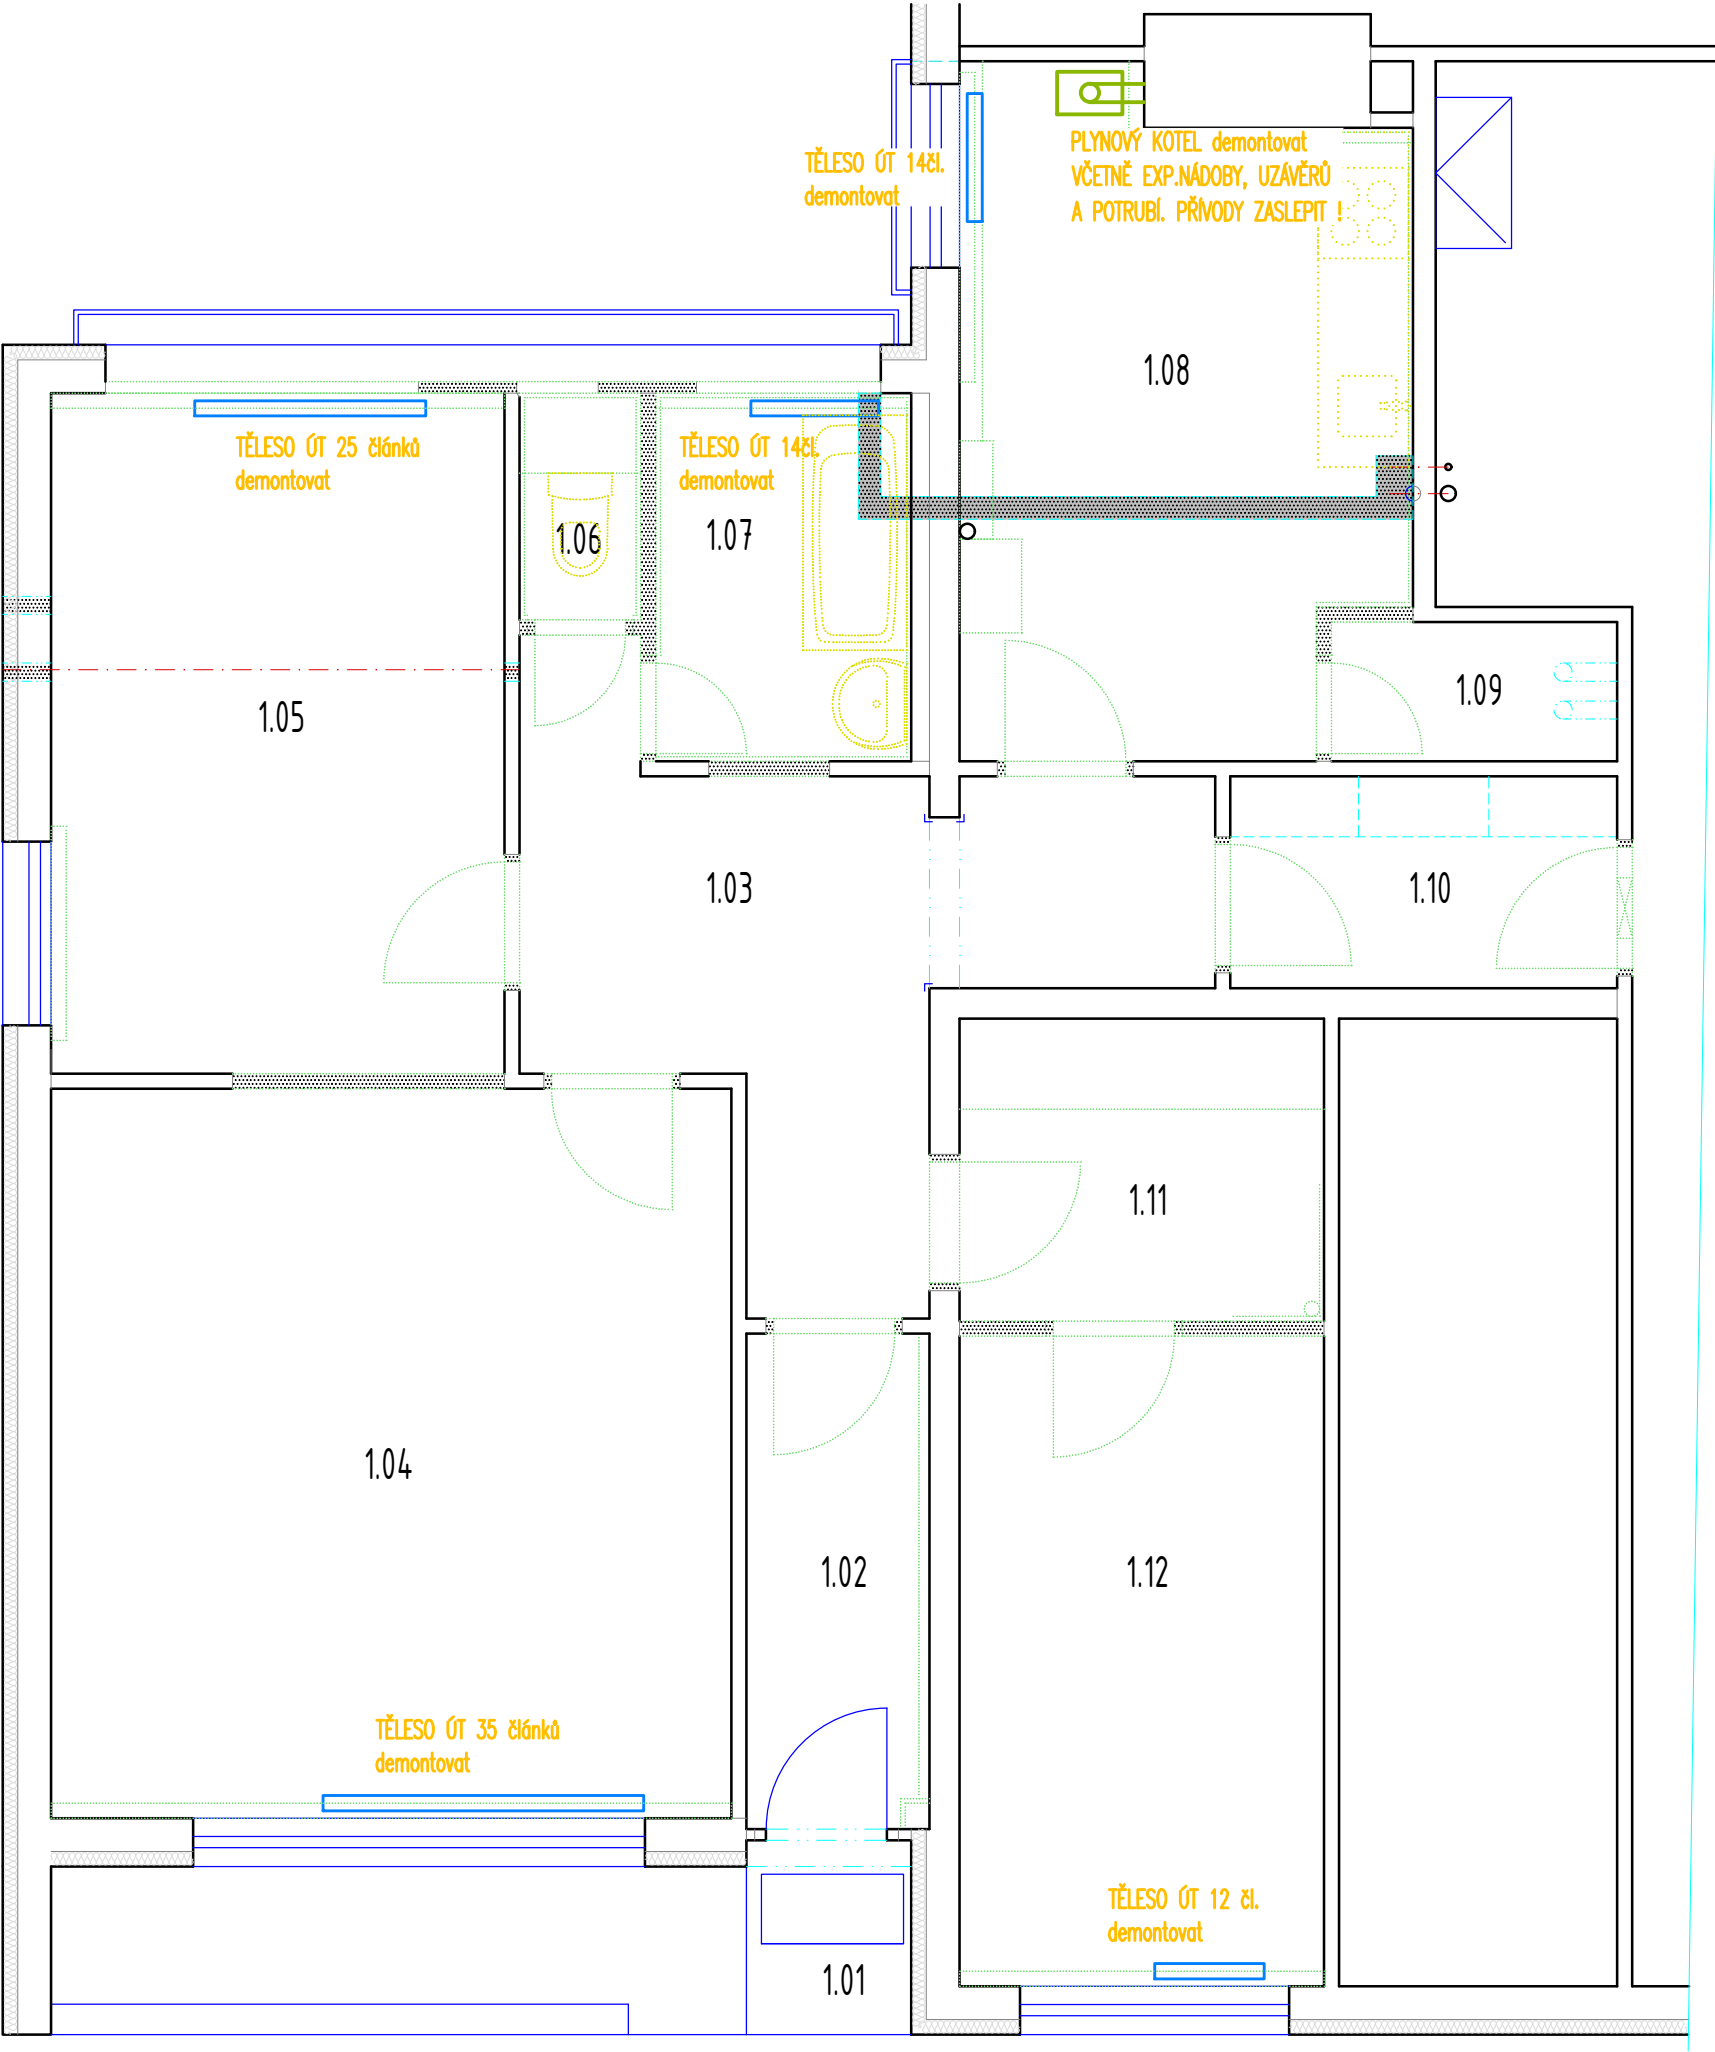 TĚLESO ÚT 14čl.
demontovat
PLYNOVÝ KOTEL demontovat
VČETNĚ EXP.NÁDOBY, UZÁVĚRŮ
A POTRUBÍ. PŘÍVODY ZASLEPIT !
1.08
TĚLESO ÚT 25 článků
demontovat
TĚLESO ÚT 14čl.
demontovat
1.06
1.07
1.05
1.09
1.03
1.10
1.11
1.04
1.02
1.12
TĚLESO ÚT 35 článků
demontovat
TĚLESO ÚT 12 čl.
demontovat
1.01